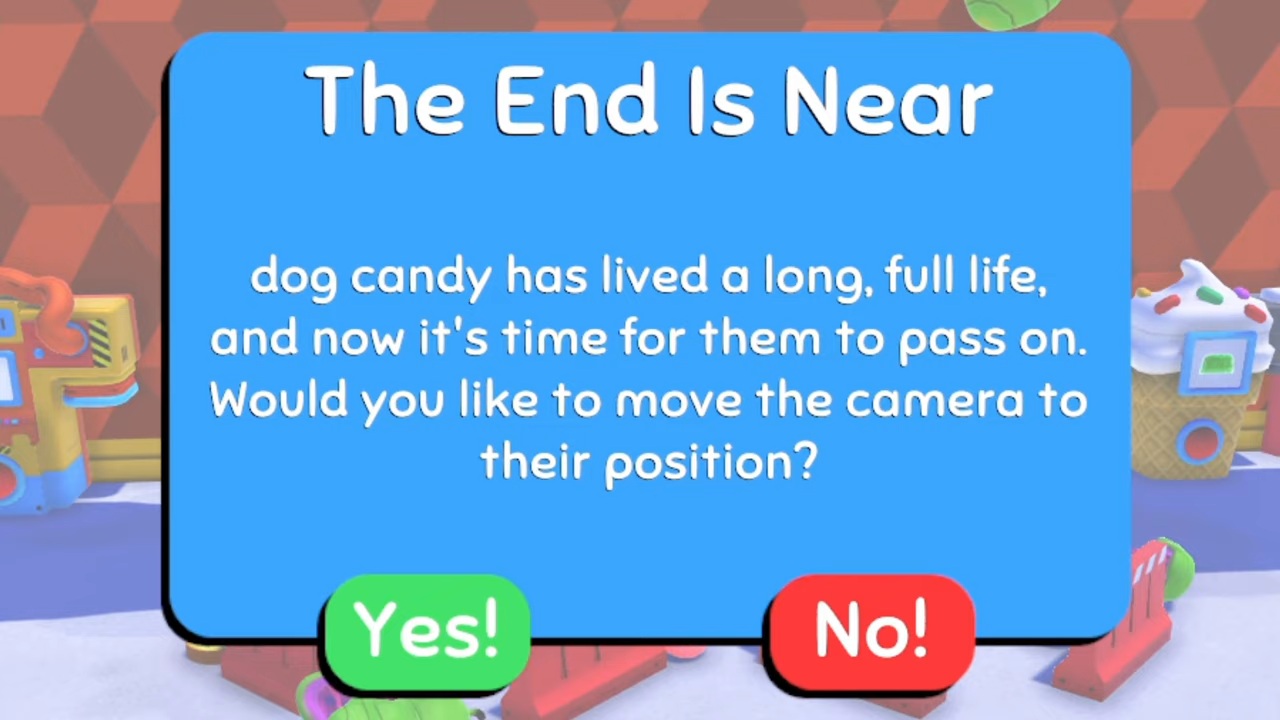 The End Is Near
dog candy has lived a long, full life,
and now it's time for them to pass on.
Would you like to move the camera to
their position?
Yes!
No!